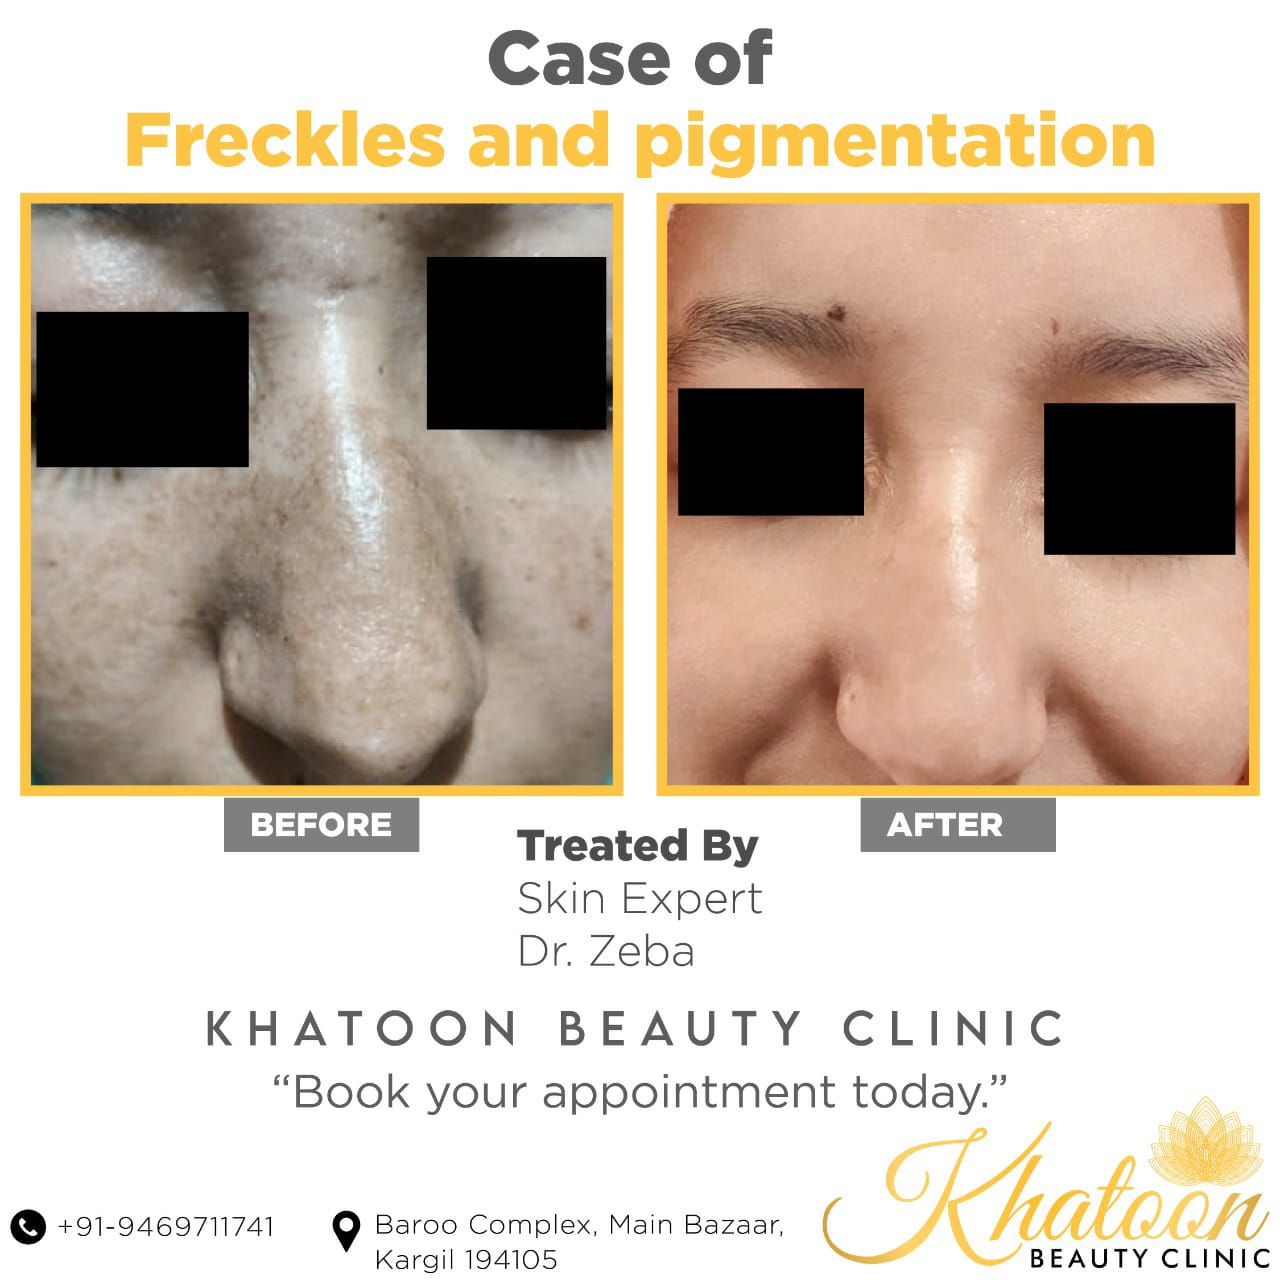 Case of
Freckles and pigmentation
BEFORE
AFTER
Treated By
Skin Expert
Dr. Zeba
KHATOON BEAUTY CLINIC
“Book your appointment today.”
+91-9469711741
Baroo Complex, Main Bazaar,
Kargil 194105
Khatoon
BEAUTY CLINIC